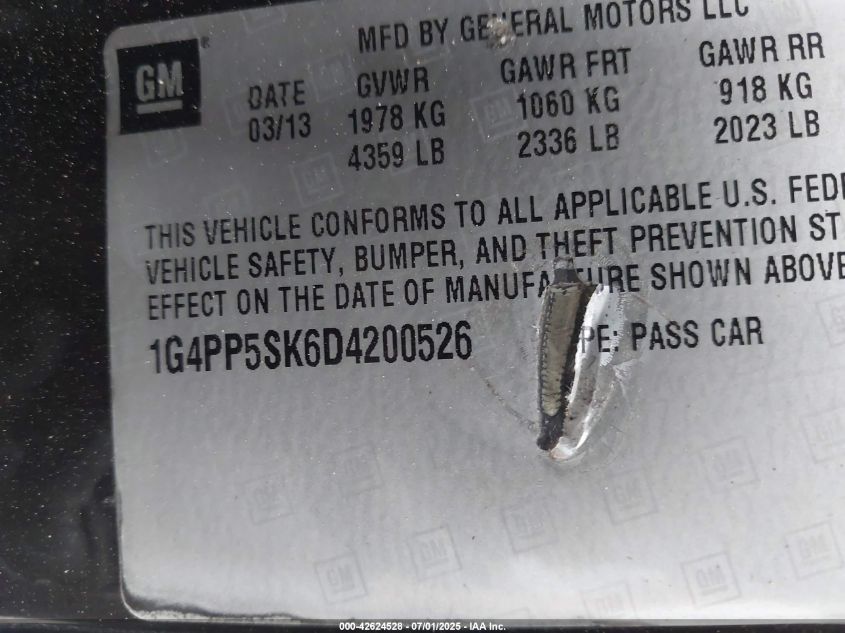 MFD BY GENERAL MOTORS LLC
GM
DATE GVWR GAWR FRT GAWR RR
03/13 1978 KG 1060 KG 918 KG
4359 LB 2336 LB 2023 LB
THIS VEHICLE CONFORMS TO ALL APPLICABLE U.S. FEDE
VEHICLE SAFETY, BUMPER, AND THEFT PREVENTION ST
EFFECT ON THE DATE OF MANUFACTURE SHOWN ABOVE
1G4PP5SK6D4200526 PE: PASS CAR
000-42624528 - 07/01/2025 - IAA Inc.